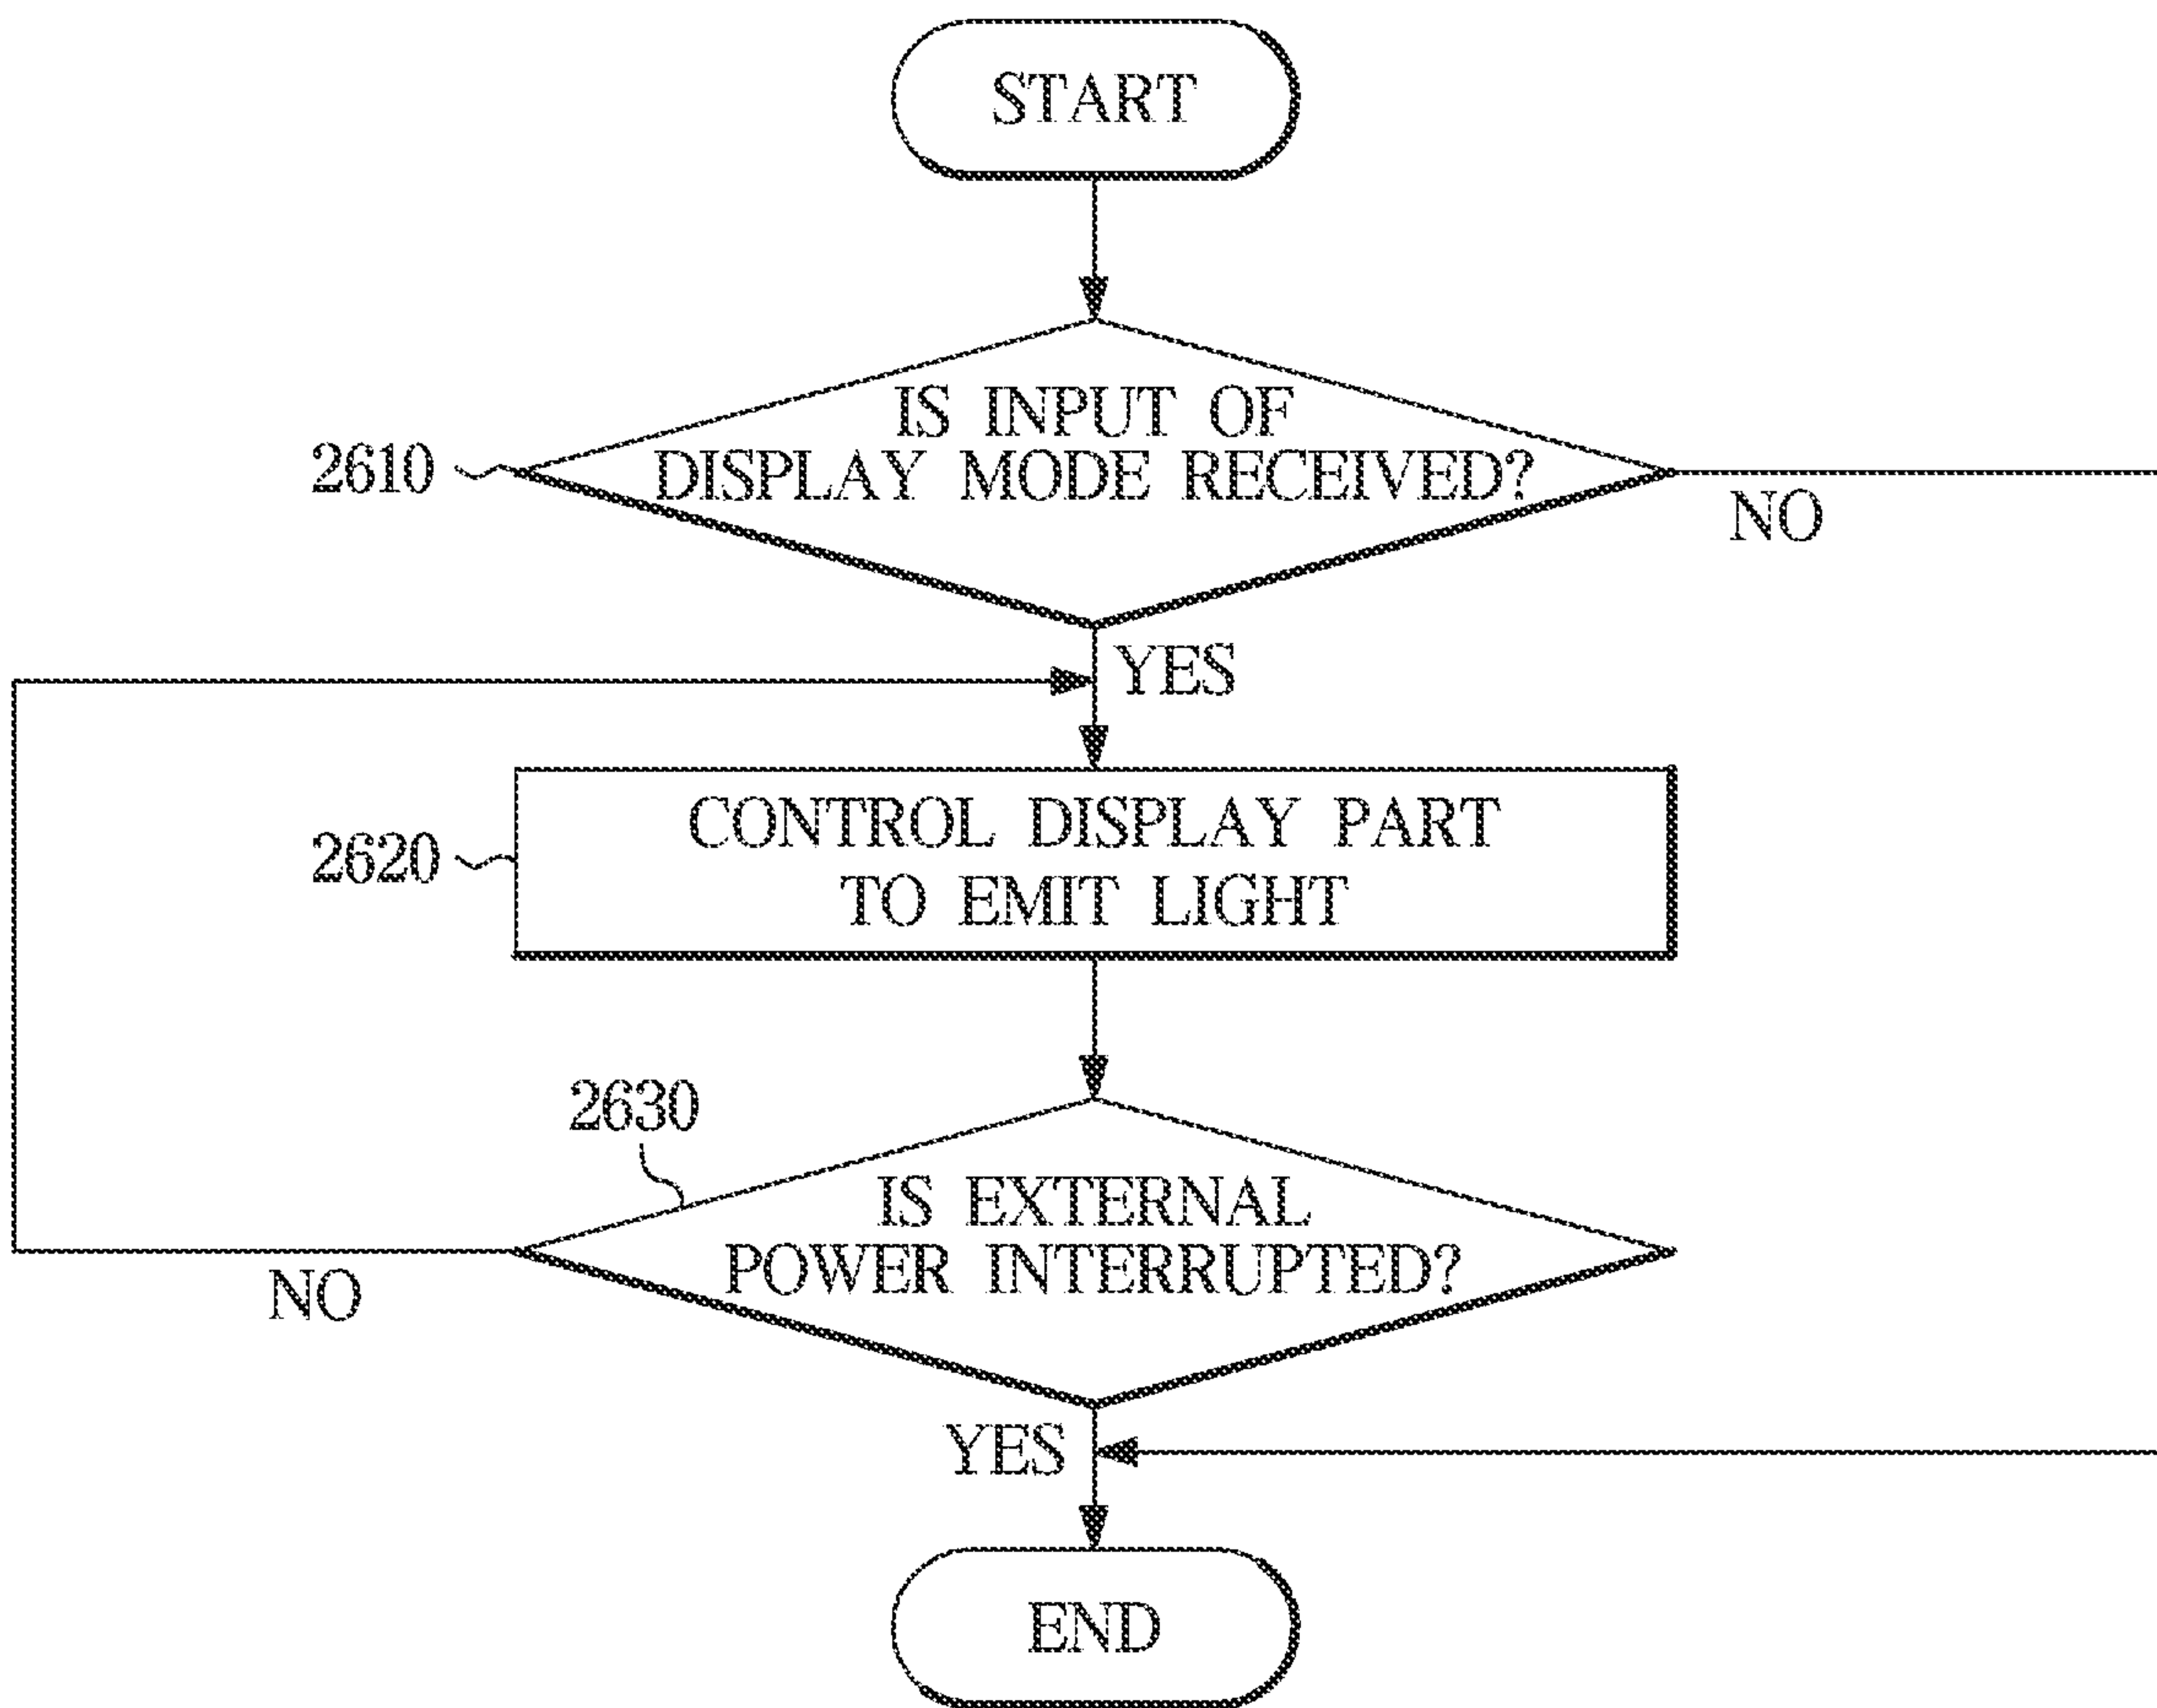 START
IS INPUT OF
DISPLAY MODE RECEIVED?
2610
NO
YES
CONTROL DISPLAY PART
TO EMIT LIGHT
2620
2630
IS EXTERNAL
POWER INTERRUPTED?
NO
YES
END